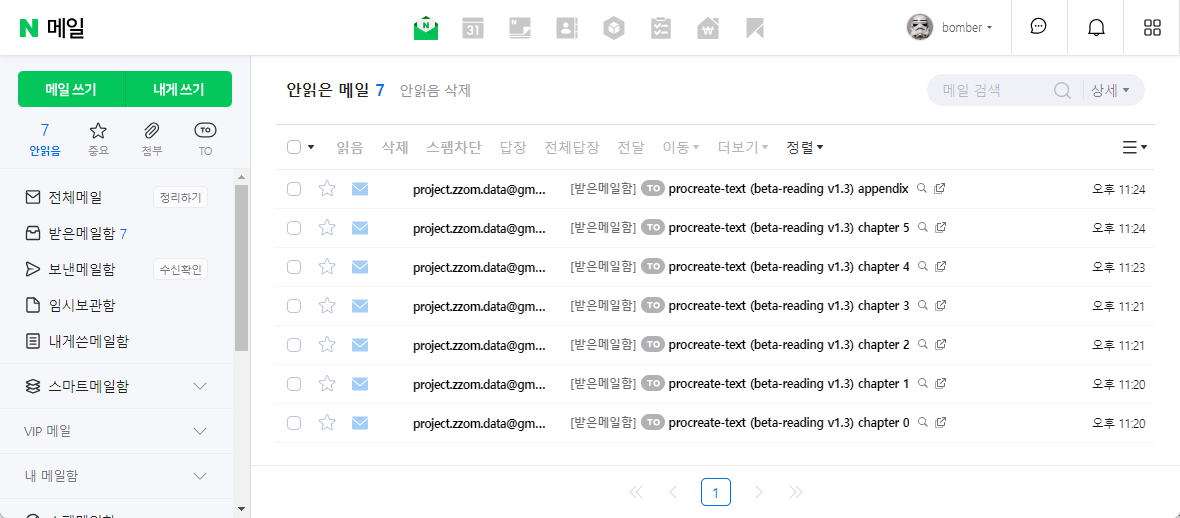 N 메일
N
31
W
bomber
메일 쓰기
내게 쓰기
7
안읽음
중요
첨부
TO
TO
전체메일
정리하기
받은메일함 7
보낸메일함
수신확인
임시보관함
내게쓴메일함
스마트메일함
VIP 메일
내 메일함
안읽은 메일 7 안읽음 삭제
메일 검색
상세
읽음 삭제 스팸차단 답장 전체답장 전달 이동 더보기 정렬
project.zzom.data@gm... [받은메일함] TO procreate-text (beta-reading v1.3) appendix 오후 11:24
project.zzom.data@gm... [받은메일함] TO procreate-text (beta-reading v1.3) chapter 5 오후 11:24
project.zzom.data@gm... [받은메일함] TO procreate-text (beta-reading v1.3) chapter 4 오후 11:23
project.zzom.data@gm... [받은메일함] TO procreate-text (beta-reading v1.3) chapter 3 오후 11:21
project.zzom.data@gm... [받은메일함] TO procreate-text (beta-reading v1.3) chapter 2 오후 11:21
project.zzom.data@gm... [받은메일함] TO procreate-text (beta-reading v1.3) chapter 1 오후 11:20
project.zzom.data@gm... [받은메일함] TO procreate-text (beta-reading v1.3) chapter 0 오후 11:20
1